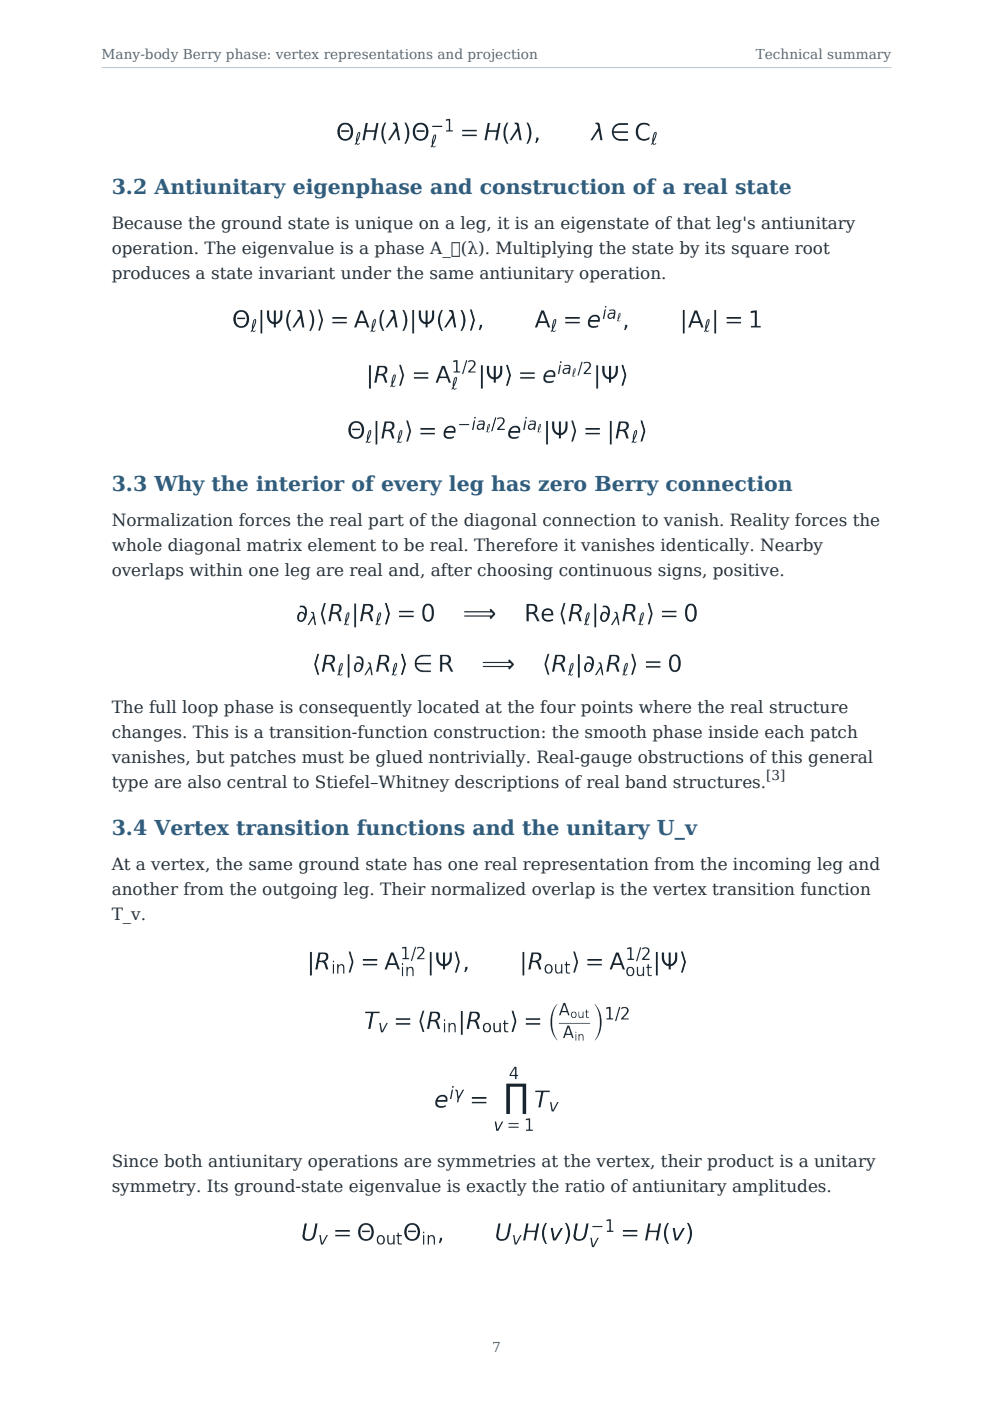 Many-body Berry phase: vertex representations and projection Technical summary
Θ_ℓ H(λ)Θ_ℓ^{−1} = H(λ), λ ∈ C_ℓ
3.2 Antiunitary eigenphase and construction of a real state
Because the ground state is unique on a leg, it is an eigenstate of that leg's antiunitary
operation. The eigenvalue is a phase A_▯(λ). Multiplying the state by its square root
produces a state invariant under the same antiunitary operation.
Θ_ℓ|Ψ(λ)⟩ = A_ℓ(λ)|Ψ(λ)⟩, A_ℓ = e^{ia_ℓ}, |A_ℓ| = 1
|R_ℓ⟩ = A_ℓ^{1/2}|Ψ⟩ = e^{ia_ℓ/2}|Ψ⟩
Θ_ℓ|R_ℓ⟩ = e^{−ia_ℓ/2}e^{ia_ℓ}|Ψ⟩ = |R_ℓ⟩
3.3 Why the interior of every leg has zero Berry connection
Normalization forces the real part of the diagonal connection to vanish. Reality forces the
whole diagonal matrix element to be real. Therefore it vanishes identically. Nearby
overlaps within one leg are real and, after choosing continuous signs, positive.
∂_λ⟨R_ℓ|R_ℓ⟩ = 0 ⟹ Re ⟨R_ℓ|∂_λR_ℓ⟩ = 0
⟨R_ℓ|∂_λR_ℓ⟩ ∈ R ⟹ ⟨R_ℓ|∂_λR_ℓ⟩ = 0
The full loop phase is consequently located at the four points where the real structure
changes. This is a transition-function construction: the smooth phase inside each patch
vanishes, but patches must be glued nontrivially. Real-gauge obstructions of this general
type are also central to Stiefel–Whitney descriptions of real band structures.[3]
3.4 Vertex transition functions and the unitary U_v
At a vertex, the same ground state has one real representation from the incoming leg and
another from the outgoing leg. Their normalized overlap is the vertex transition function
T_v.
|R_in⟩ = A_in^{1/2}|Ψ⟩, |R_out⟩ = A_out^{1/2}|Ψ⟩
T_v = ⟨R_in|R_out⟩ = (A_out/A_in)^{1/2}
e^{iγ} = ∏_{v=1}^{4} T_v
Since both antiunitary operations are symmetries at the vertex, their product is a unitary
symmetry. Its ground-state eigenvalue is exactly the ratio of antiunitary amplitudes.
U_v = Θ_outΘ_in, U_vH(v)U_v^{−1} = H(v)
7